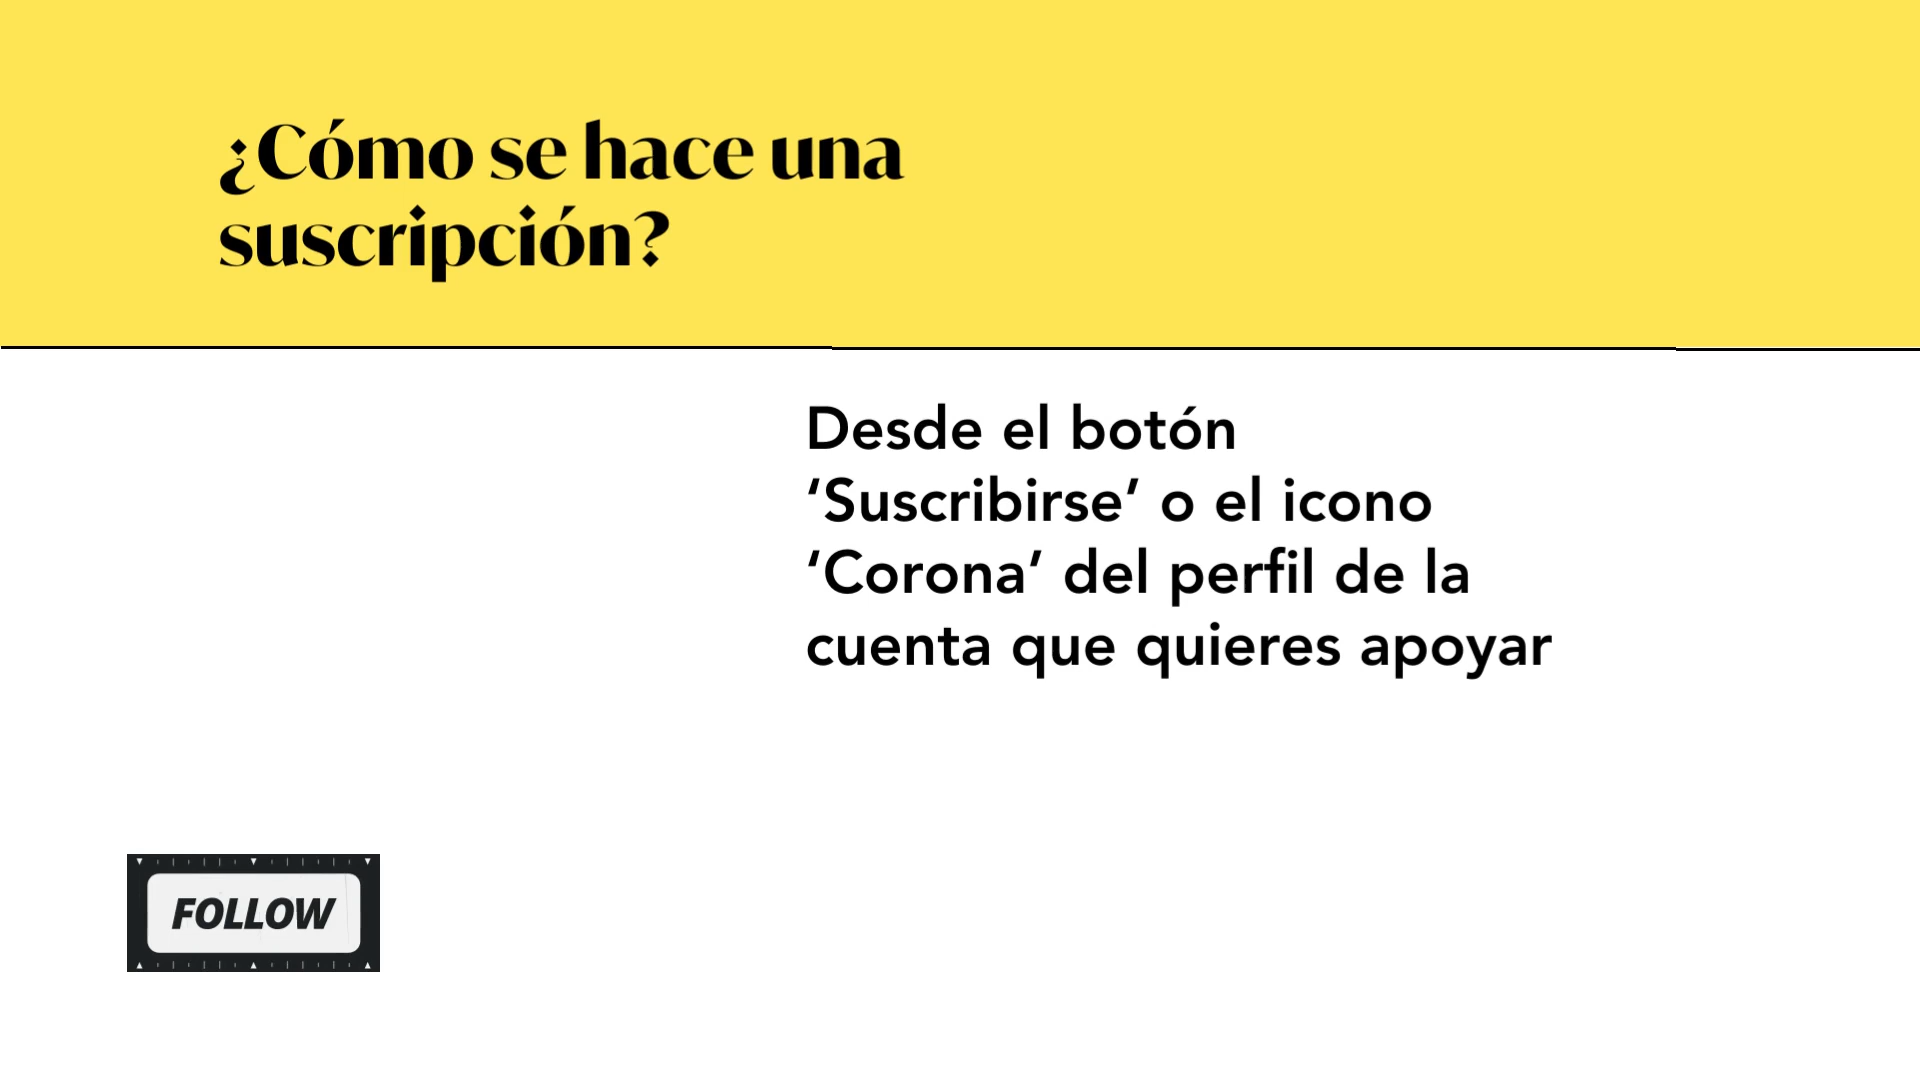 ¿Cómo se hace una
suscripción?
Desde el botón
‘Suscribirse’ o el icono
‘Corona‘ del perfil de la
cuenta que quieres apoyar
FOLLOW